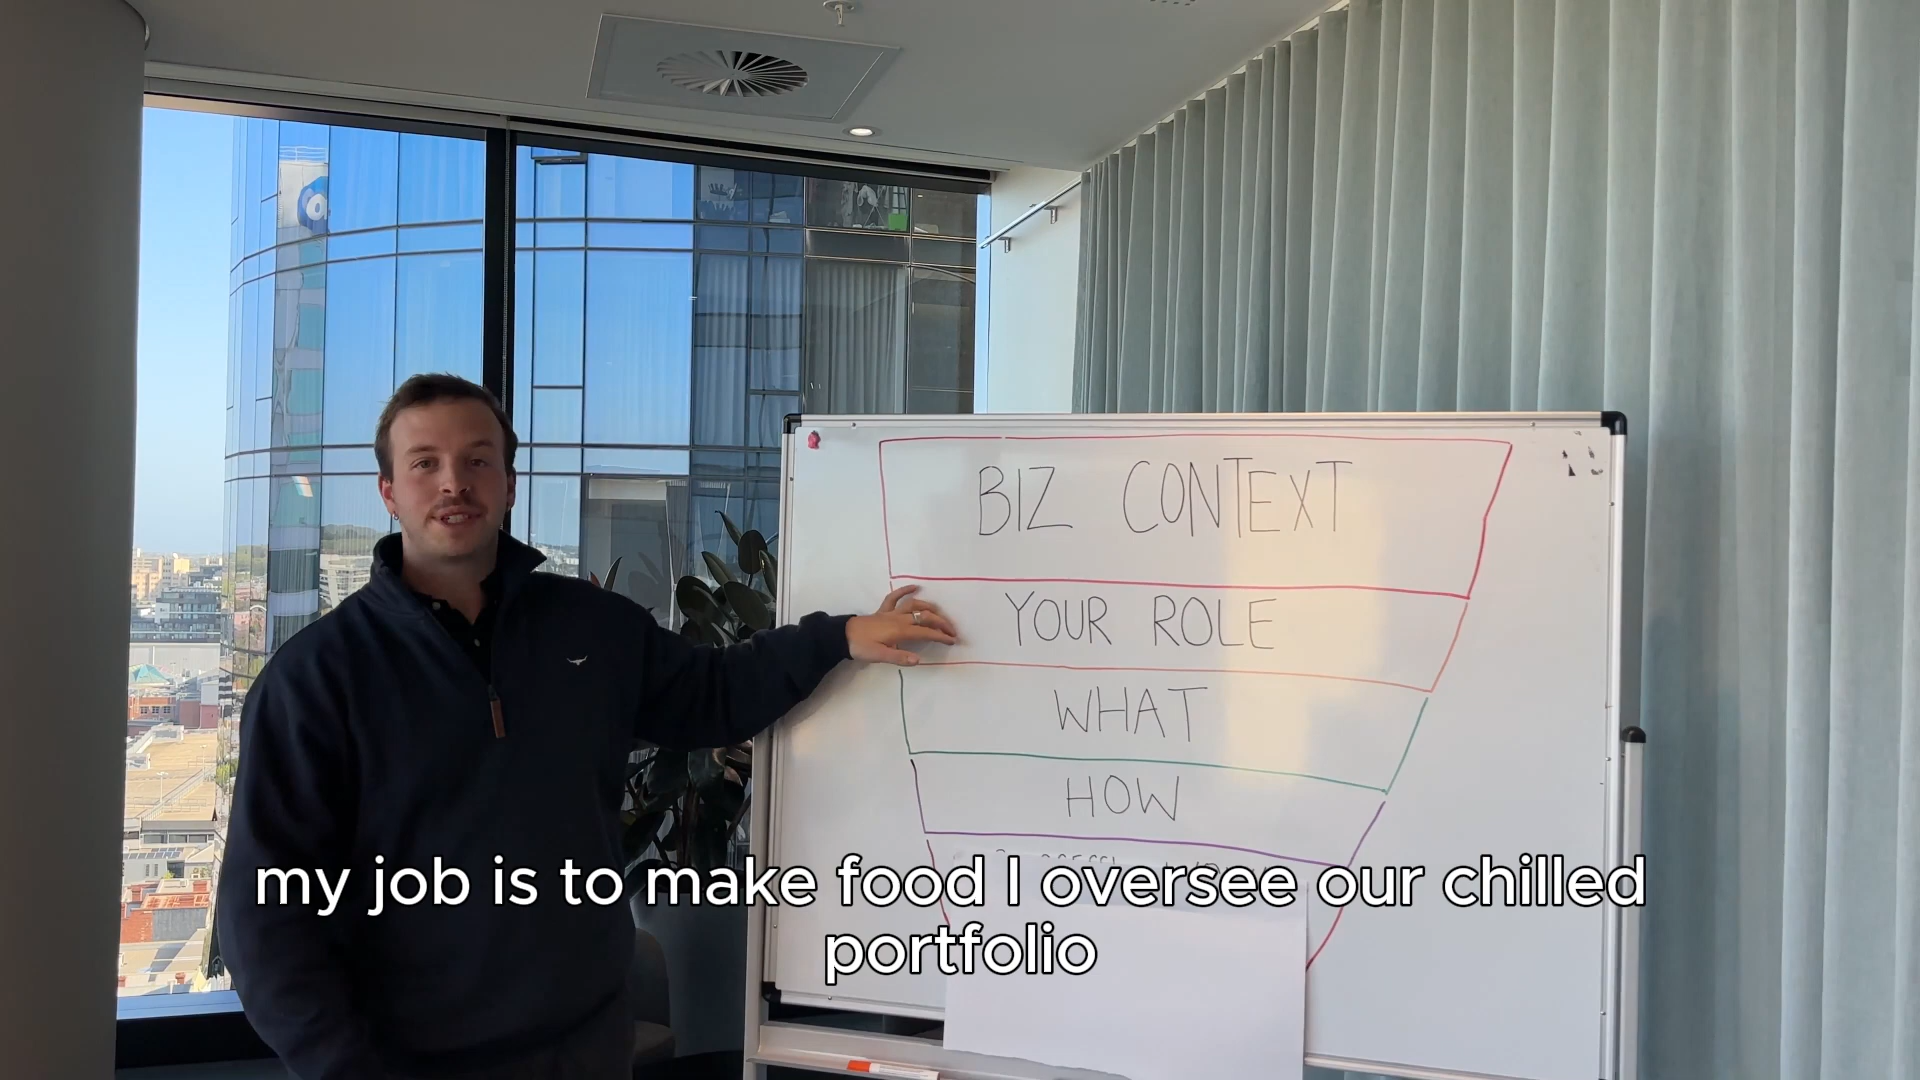 BIZ CONTEXT
YOUR ROLE
WHAT
HOW
my job is to make food I oversee our chilled
portfolio